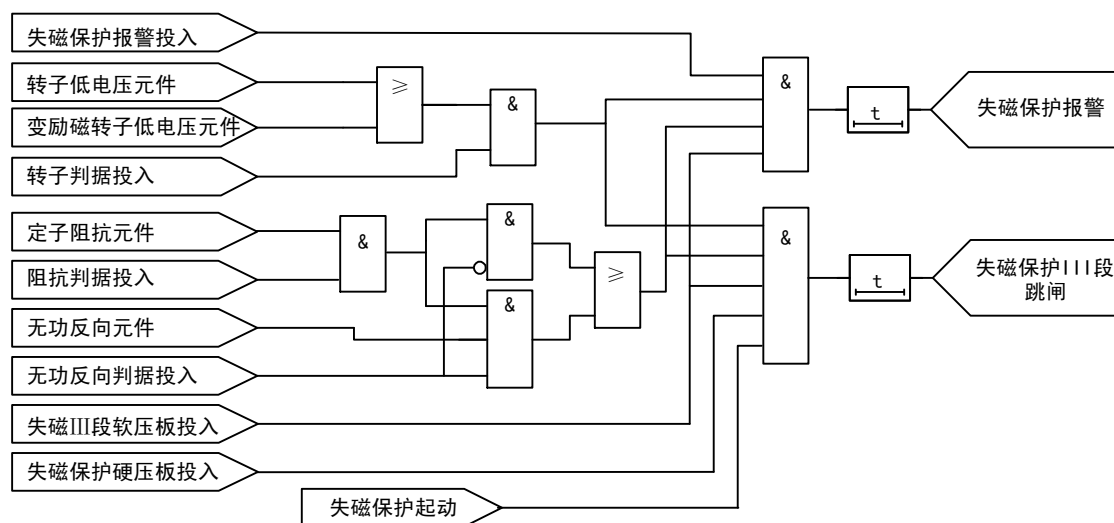 失磁保护报警投入
转子低电压元件
变励磁转子低电压元件
转子判据投入
定子阻抗元件
阻抗判据投入
无功反向元件
无功反向判据投入
失磁III段软压板投入
失磁保护硬压板投入
失磁保护起动
≥
&
&
&
&
≥
&
&
t
t
失磁保护报警
失磁保护III段
跳闸